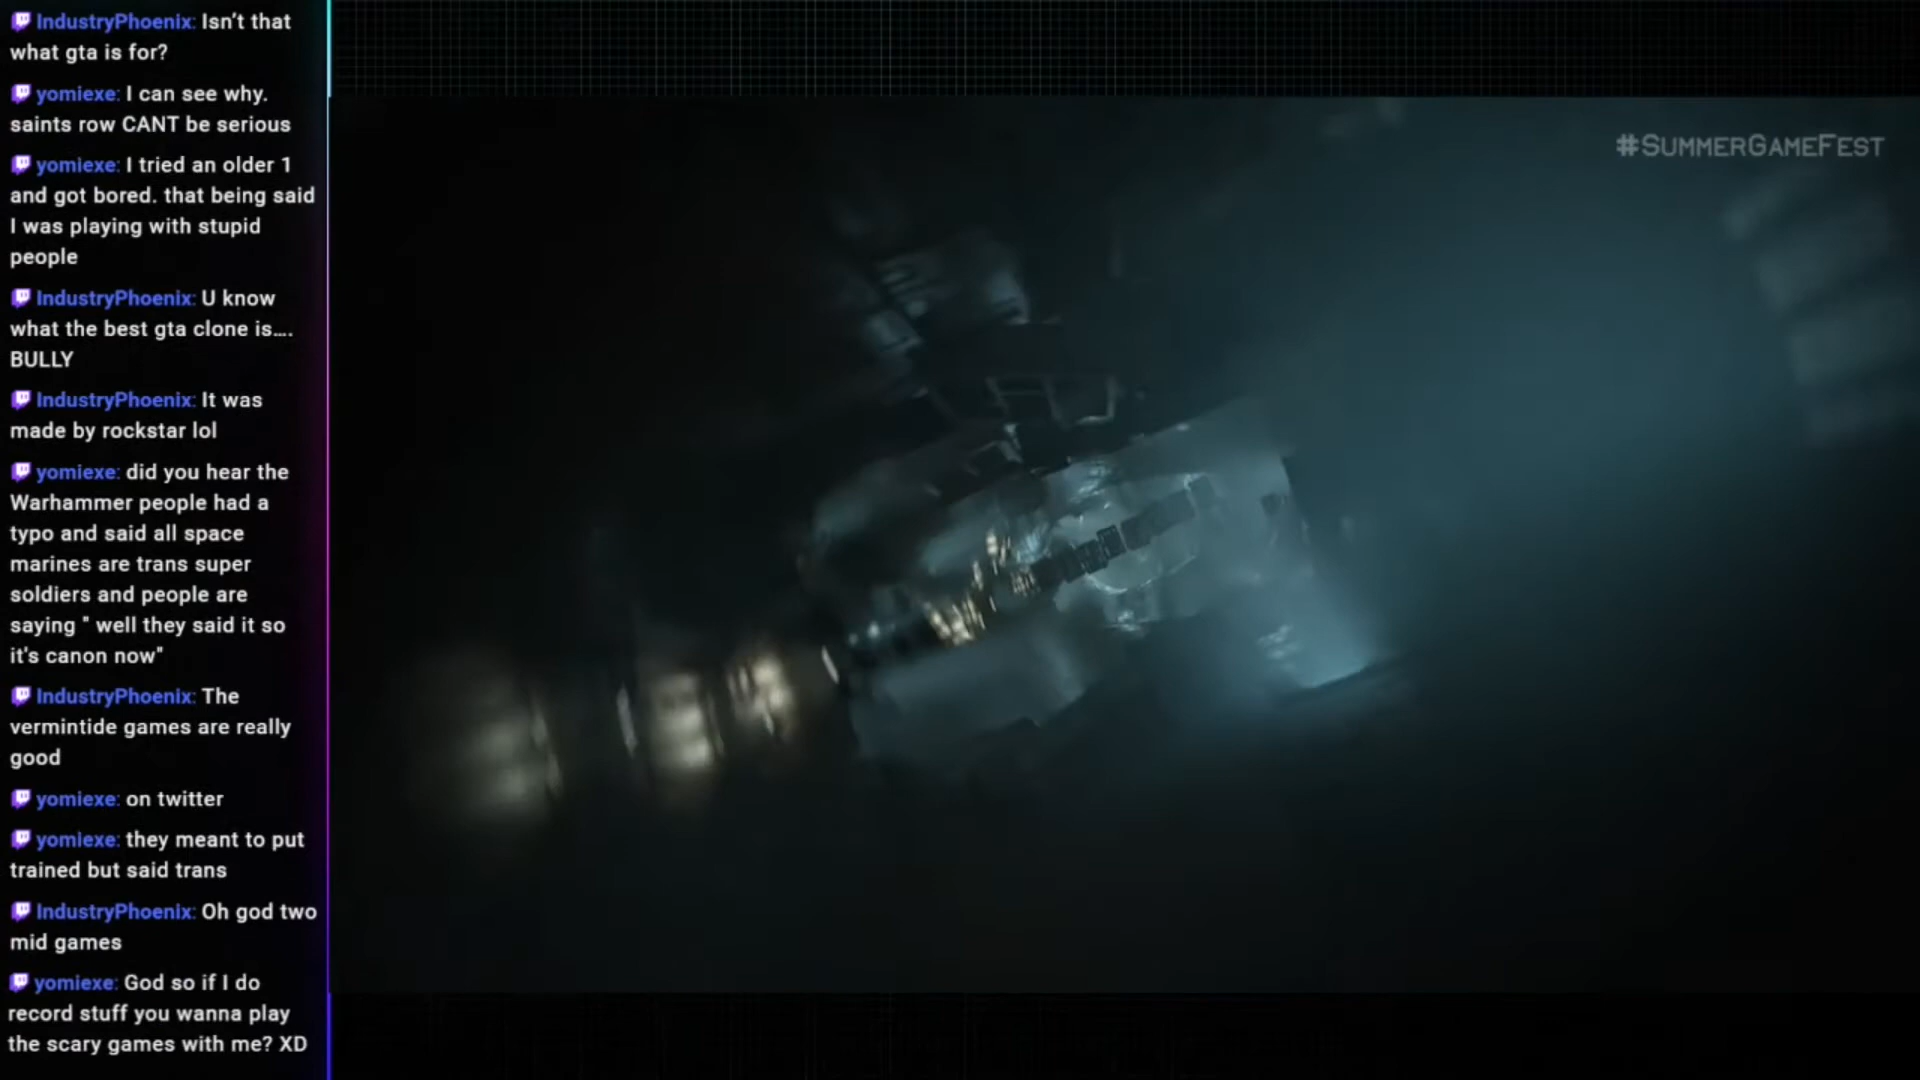 IndustryPhoenix: Isn't that
what gta is for?
yomiexe: I can see why.
saints row CANT be serious
yomiexe: I tried an older 1
and got bored. that being said
I was playing with stupid
people
IndustryPhoenix: U know
what the best gta clone is....
BULLY
IndustryPhoenix: It was
made by rockstar lol
yomiexe: did you hear the
Warhammer people had a
typo and said all space
marines are trans super
soldiers and people are
saying " well they said it so
it's canon now"
IndustryPhoenix: The
vermintide games are really
good
yomiexe: on twitter
yomiexe: they meant to put
trained but said trans
IndustryPhoenix: Oh god two
mid games
yomiexe: God so if I do
record stuff you wanna play
the scary games with me? XD
#SUMMERGAMEFEST